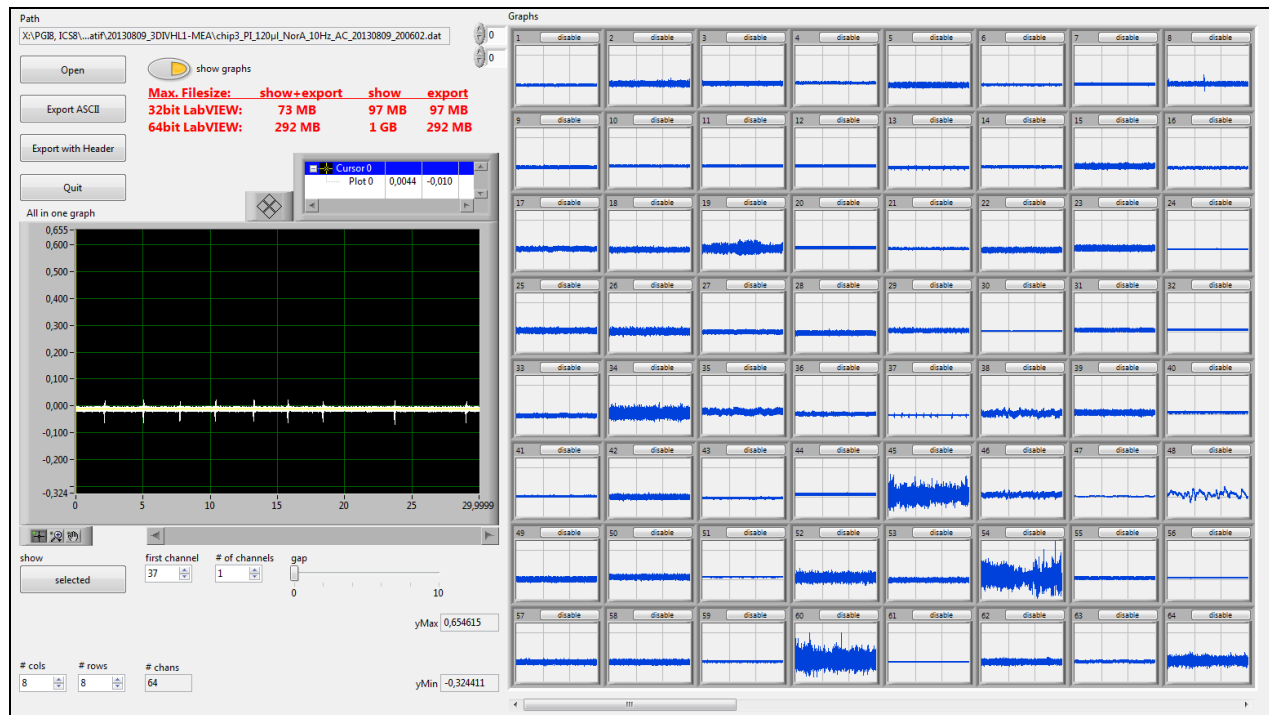 Path
X:\PGI8, ICS8\...atif\20130809_3DIVHL1-MEA\chip3_PI_120µl_NorA_10Hz_AC_20130809_200602.dat
0
0
Open
show graphs
Max. Filesize: show+export show export
32bit LabVIEW: 73 MB 97 MB 97 MB
64bit LabVIEW: 292 MB 1 GB 292 MB
Export ASCII
Export with Header
Quit
Cursor 0
Plot 0 0,0044 -0,010
All in one graph
0,655
0,600
0,500
0,400
0,300
0,200
0,100
0,000
-0,100
-0,200
-0,324
0 5 10 15 20 25 29,9999
show
selected
first channel
37
# of channels
1
gap
0 10
yMax 0,654615
# cols
8
# rows
8
# chans
64
yMin -0,324411
Graphs
1 disable 2 disable 3 disable 4 disable 5 disable 6 disable 7 disable 8 disable
9 disable 10 disable 11 disable 12 disable 13 disable 14 disable 15 disable 16 disable
17 disable 18 disable 19 disable 20 disable 21 disable 22 disable 23 disable 24 disable
25 disable 26 disable 27 disable 28 disable 29 disable 30 disable 31 disable 32 disable
33 disable 34 disable 35 disable 36 disable 37 disable 38 disable 39 disable 40 disable
41 disable 42 disable 43 disable 44 disable 45 disable 46 disable 47 disable 48 disable
49 disable 50 disable 51 disable 52 disable 53 disable 54 disable 55 disable 56 disable
57 disable 58 disable 59 disable 60 disable 61 disable 62 disable 63 disable 64 disable